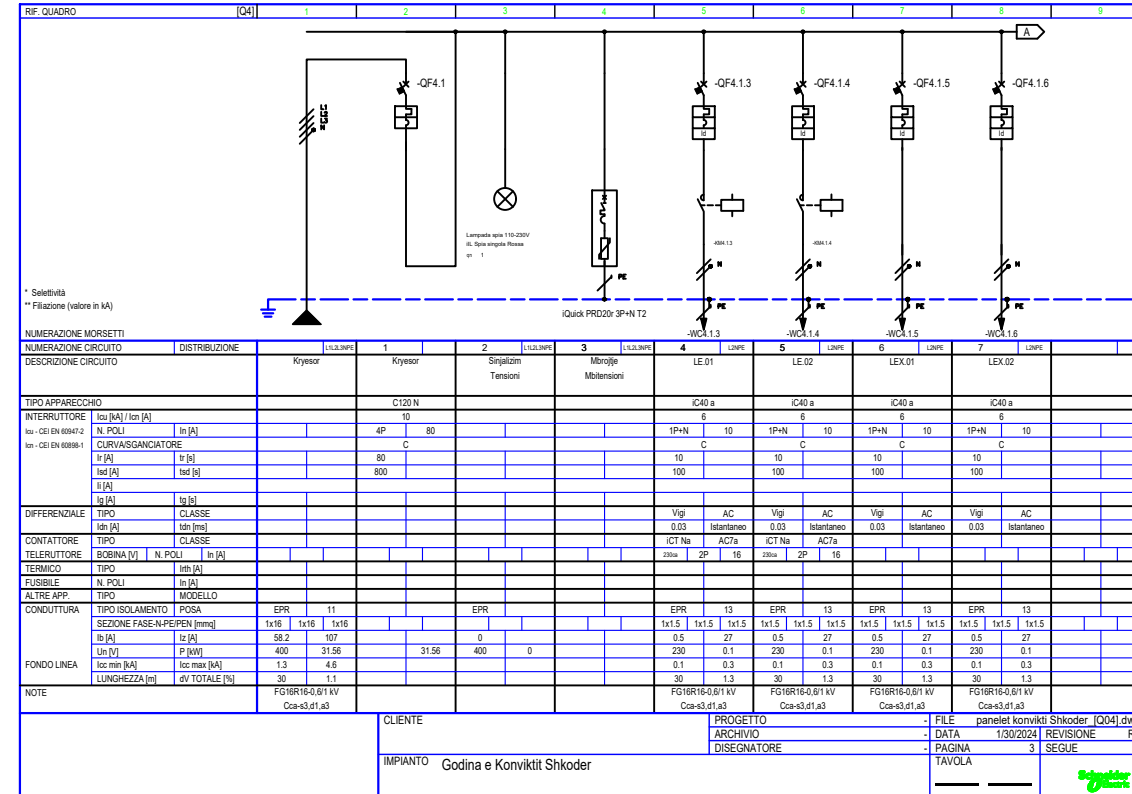 RIF. QUADRO [Q4] 1 2 3 4 5 6 7 8 9
A
-QF4.1 -QF4.1.3 -QF4.1.4 -QF4.1.5 -QF4.1.6
N
Id Id Id Id
Lampada spia 110-230V
iIL Spia singola Rossa
qn 1
-KM4.1.3 -KM4.1.4
N N N N
PE
* Selettività
** Filiazione (valore in kA)
PE PE PE PE
iQuick PRD20r 3P+N T2
NUMERAZIONE MORSETTI -WC4.1.3 -WC4.1.4 -WC4.1.5 -WC4.1.6
NUMERAZIONE CIRCUITO DISTRIBUZIONE L1L2L3NPE 1 2 L1L2L3NPE 3 L1L2L3NPE 4 L2NPE 5 L2NPE 6 L2NPE 7 L2NPE
DESCRIZIONE CIRCUITO Kryesor Kryesor Sinjalizim Mbrojtje LE.01 LE.02 LEX.01 LEX.02
Tensioni Mbitensioni
TIPO APPARECCHIO C120 N iC40 a iC40 a iC40 a iC40 a
INTERRUTTORE Icu [kA] / Icn [A] 10 6 6 6 6
Icu - CEI EN 60947-2 N. POLI In [A] 4P 80 1P+N 10 1P+N 10 1P+N 10 1P+N 10
Icn - CEI EN 60898-1 CURVA/SGANCIATORE C C C C C
Ir [A] tr [s] 80 10 10 10 10
Isd [A] tsd [s] 800 100 100 100 100
Ii [A]
Ig [A] tg [s]
DIFFERENZIALE TIPO CLASSE Vigi AC Vigi AC Vigi AC Vigi AC
Idn [A] tdn [ms] 0.03 Istantaneo 0.03 Istantaneo 0.03 Istantaneo 0.03 Istantaneo
CONTATTORE TIPO CLASSE iCT Na AC7a iCT Na AC7a
TELERUTTORE BOBINA [V] N. POLI In [A] 230ca 2P 16 230ca 2P 16
TERMICO TIPO Irth [A]
FUSIBILE N. POLI In [A]
ALTRE APP. TIPO MODELLO
CONDUTTURA TIPO ISOLAMENTO POSA EPR 11 EPR EPR 13 EPR 13 EPR 13 EPR 13
SEZIONE FASE-N-PE/PEN [mmq] 1x16 1x16 1x16 1x1.5 1x1.5 1x1.5 1x1.5 1x1.5 1x1.5 1x1.5 1x1.5 1x1.5 1x1.5 1x1.5 1x1.5
Ib [A] Iz [A] 58.2 107 0 0.5 27 0.5 27 0.5 27 0.5 27
Un [V] P [kW] 400 31.56 31.56 400 0 230 0.1 230 0.1 230 0.1 230 0.1
FONDO LINEA Icc min [kA] Icc max [kA] 1.3 4.6 0.1 0.3 0.1 0.3 0.1 0.3 0.1 0.3
LUNGHEZZA [m] dV TOTALE [%] 30 1.1 30 1.3 30 1.3 30 1.3 30 1.3
NOTE FG16R16-0,6/1 kV FG16R16-0,6/1 kV FG16R16-0,6/1 kV FG16R16-0,6/1 kV FG16R16-0,6/1 kV
Cca-s3,d1,a3 Cca-s3,d1,a3 Cca-s3,d1,a3 Cca-s3,d1,a3 Cca-s3,d1,a3
CLIENTE PROGETTO - FILE panelet konvikti Shkoder_[Q04].dw
ARCHIVIO - DATA 1/30/2024 REVISIONE
DISEGNATORE - PAGINA 3 SEGUE
IMPIANTO Godina e Konviktit Shkoder TAVOLA
Schneider
Electric